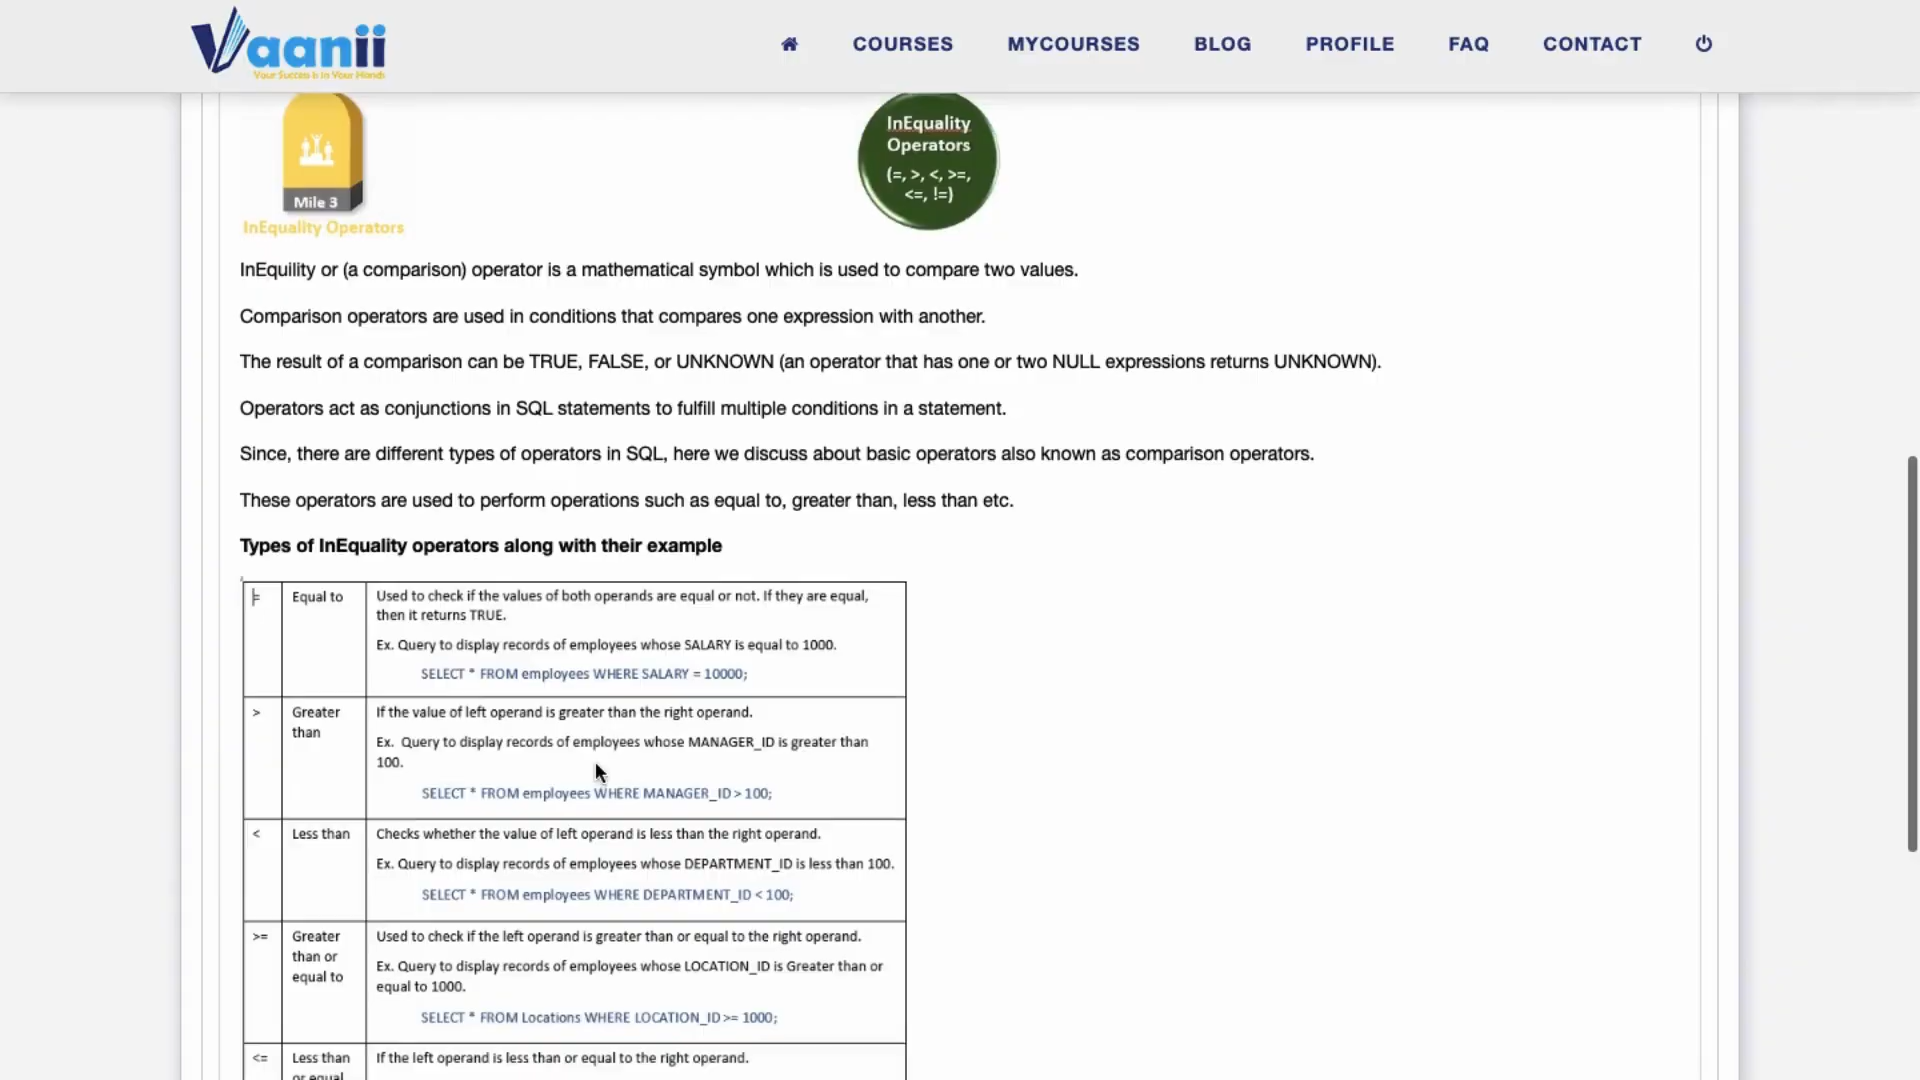 Vaanii
Your Success is in Your Hands
COURSES
MYCOURSES
BLOG
PROFILE
FAQ
CONTACT
Mile 3
InEquality Operators
InEquality
Operators
(=, >, <, >=,
<=, !=)
InEquility or (a comparison) operator is a mathematical symbol which is used to compare two values.
Comparison operators are used in conditions that compares one expression with another.
The result of a comparison can be TRUE, FALSE, or UNKNOWN (an operator that has one or two NULL expressions returns UNKNOWN).
Operators act as conjunctions in SQL statements to fulfill multiple conditions in a statement.
Since, there are different types of operators in SQL, here we discuss about basic operators also known as comparison operators.
These operators are used to perform operations such as equal to, greater than, less than etc.
Types of InEquality operators along with their example
=
Equal to
Used to check if the values of both operands are equal or not. If they are equal,
then it returns TRUE.
Ex. Query to display records of employees whose SALARY is equal to 1000.
SELECT * FROM employees WHERE SALARY = 10000;
>
Greater
than
If the value of left operand is greater than the right operand.
Ex. Query to display records of employees whose MANAGER_ID is greater than
100.
SELECT * FROM employees WHERE MANAGER_ID > 100;
<
Less than
Checks whether the value of left operand is less than the right operand.
Ex. Query to display records of employees whose DEPARTMENT_ID is less than 100.
SELECT * FROM employees WHERE DEPARTMENT_ID < 100;
>=
Greater
than or
equal to
Used to check if the left operand is greater than or equal to the right operand.
Ex. Query to display records of employees whose LOCATION_ID is Greater than or
equal to 1000.
SELECT * FROM Locations WHERE LOCATION_ID >= 1000;
<=
Less than
or equal
If the left operand is less than or equal to the right operand.